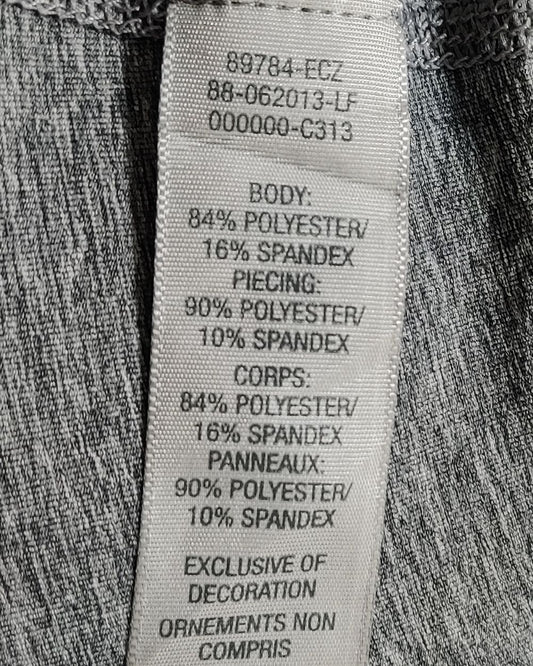 89784-ECZ
88-062013-LF
000000-C313
BODY:
84% POLYESTER/
16% SPANDEX
PIECING:
90% POLYESTER/
10% SPANDEX
CORPS:
84% POLYESTER/
16% SPANDEX
PANNEAUX:
90% POLYESTER/
10% SPANDEX
EXCLUSIVE OF
DECORATION
ORNEMENTS NON
COMPRIS